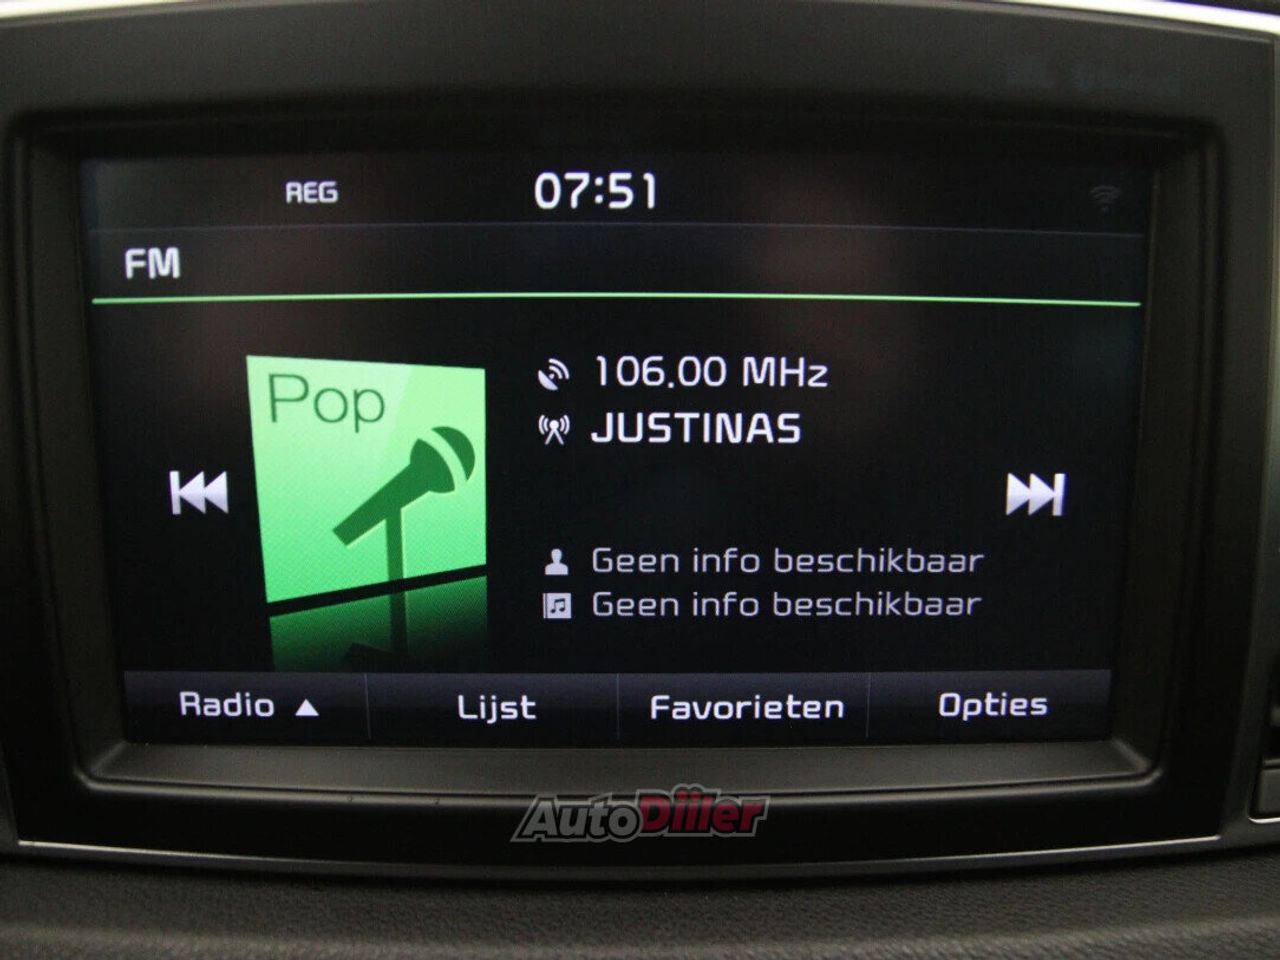 REG 07:51
FM
Pop
106.00 MHz
JUSTINAS
Geen info beschikbaar
Geen info beschikbaar
Radio ▲ Lijst Favorieten Opties
AutoDiler